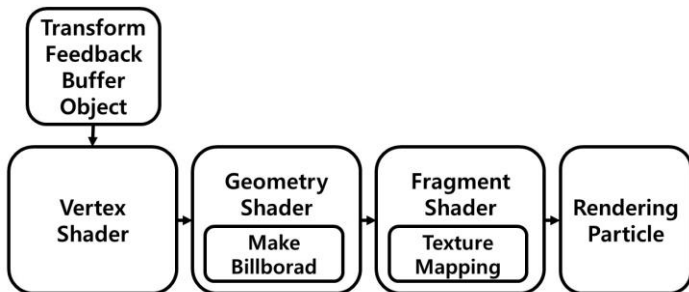 Transform
Feedback
Buffer
Object
Vertex
Shader
Geometry
Shader
Make
Billborad
Fragment
Shader
Texture
Mapping
Rendering
Particle